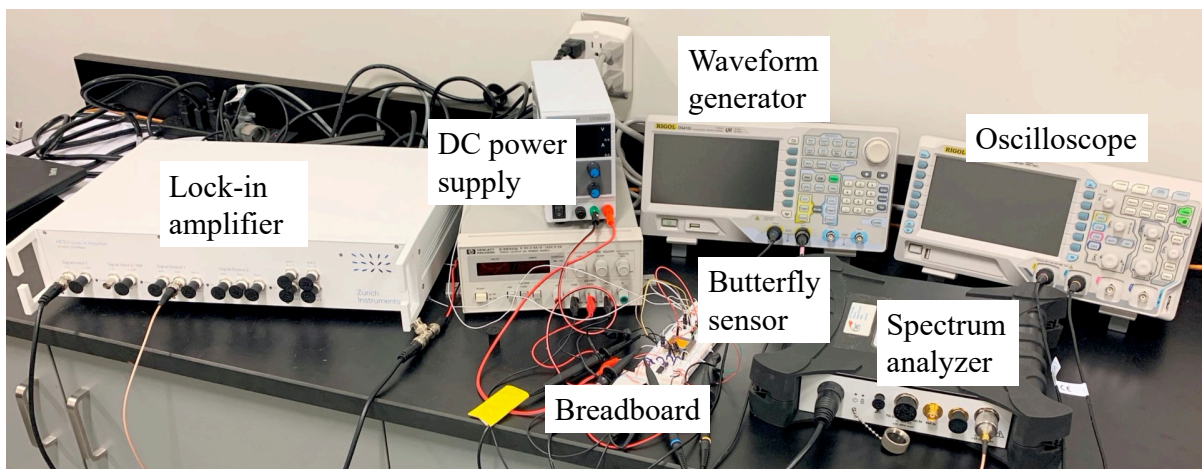 Waveform
generator
Oscilloscope
DC power
supply
Lock-in
amplifier
RIGOL
RIGOL
Zurich
Instruments
Butterfly
sensor
Spectrum
analyzer
Breadboard